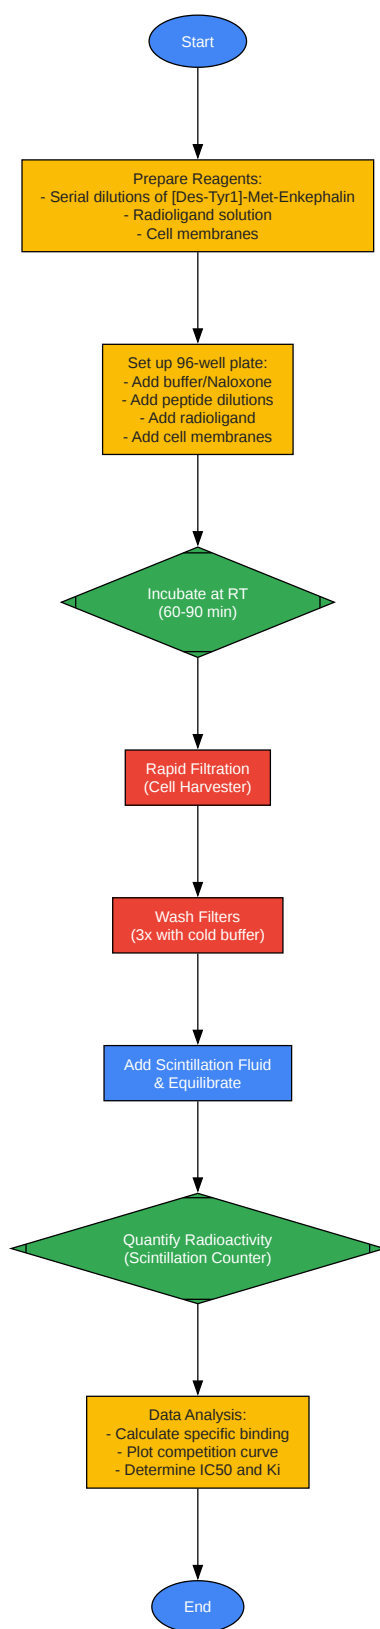 Start
Prepare Reagents:
- Serial dilutions of [Des-Tyr1]-Met-Enkephalin
- Radioligand solution
- Cell membranes
Set up 96-well plate:
- Add buffer/Naloxone
- Add peptide dilutions
- Add radioligand
- Add cell membranes
Incubate at RT
(60-90 min)
Rapid Filtration
(Cell Harvester)
Wash Filters
(3x with cold buffer)
Add Scintillation Fluid
& Equilibrate
Quantify Radioactivity
(Scintillation Counter)
Data Analysis:
- Calculate specific binding
- Plot competition curve
- Determine IC50 and Ki
End